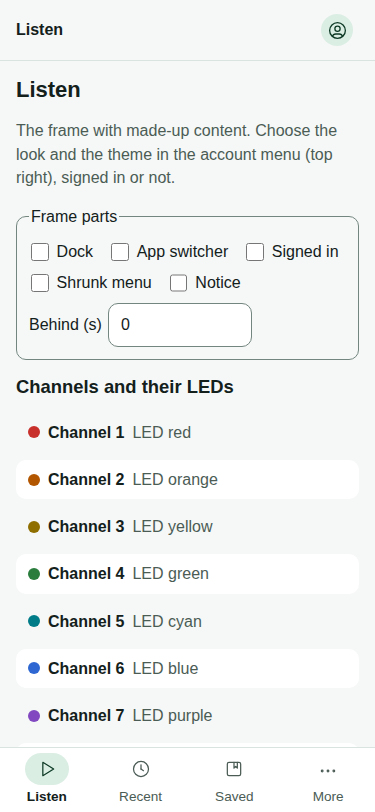 Listen
Listen
The frame with made-up content. Choose the
look and the theme in the account menu (top
right), signed in or not.
Frame parts
Dock App switcher Signed in
Shrunk menu Notice
Behind (s) 0
Channels and their LEDs
Channel 1 LED red
Channel 2 LED orange
Channel 3 LED yellow
Channel 4 LED green
Channel 5 LED cyan
Channel 6 LED blue
Channel 7 LED purple
Listen Recent Saved More